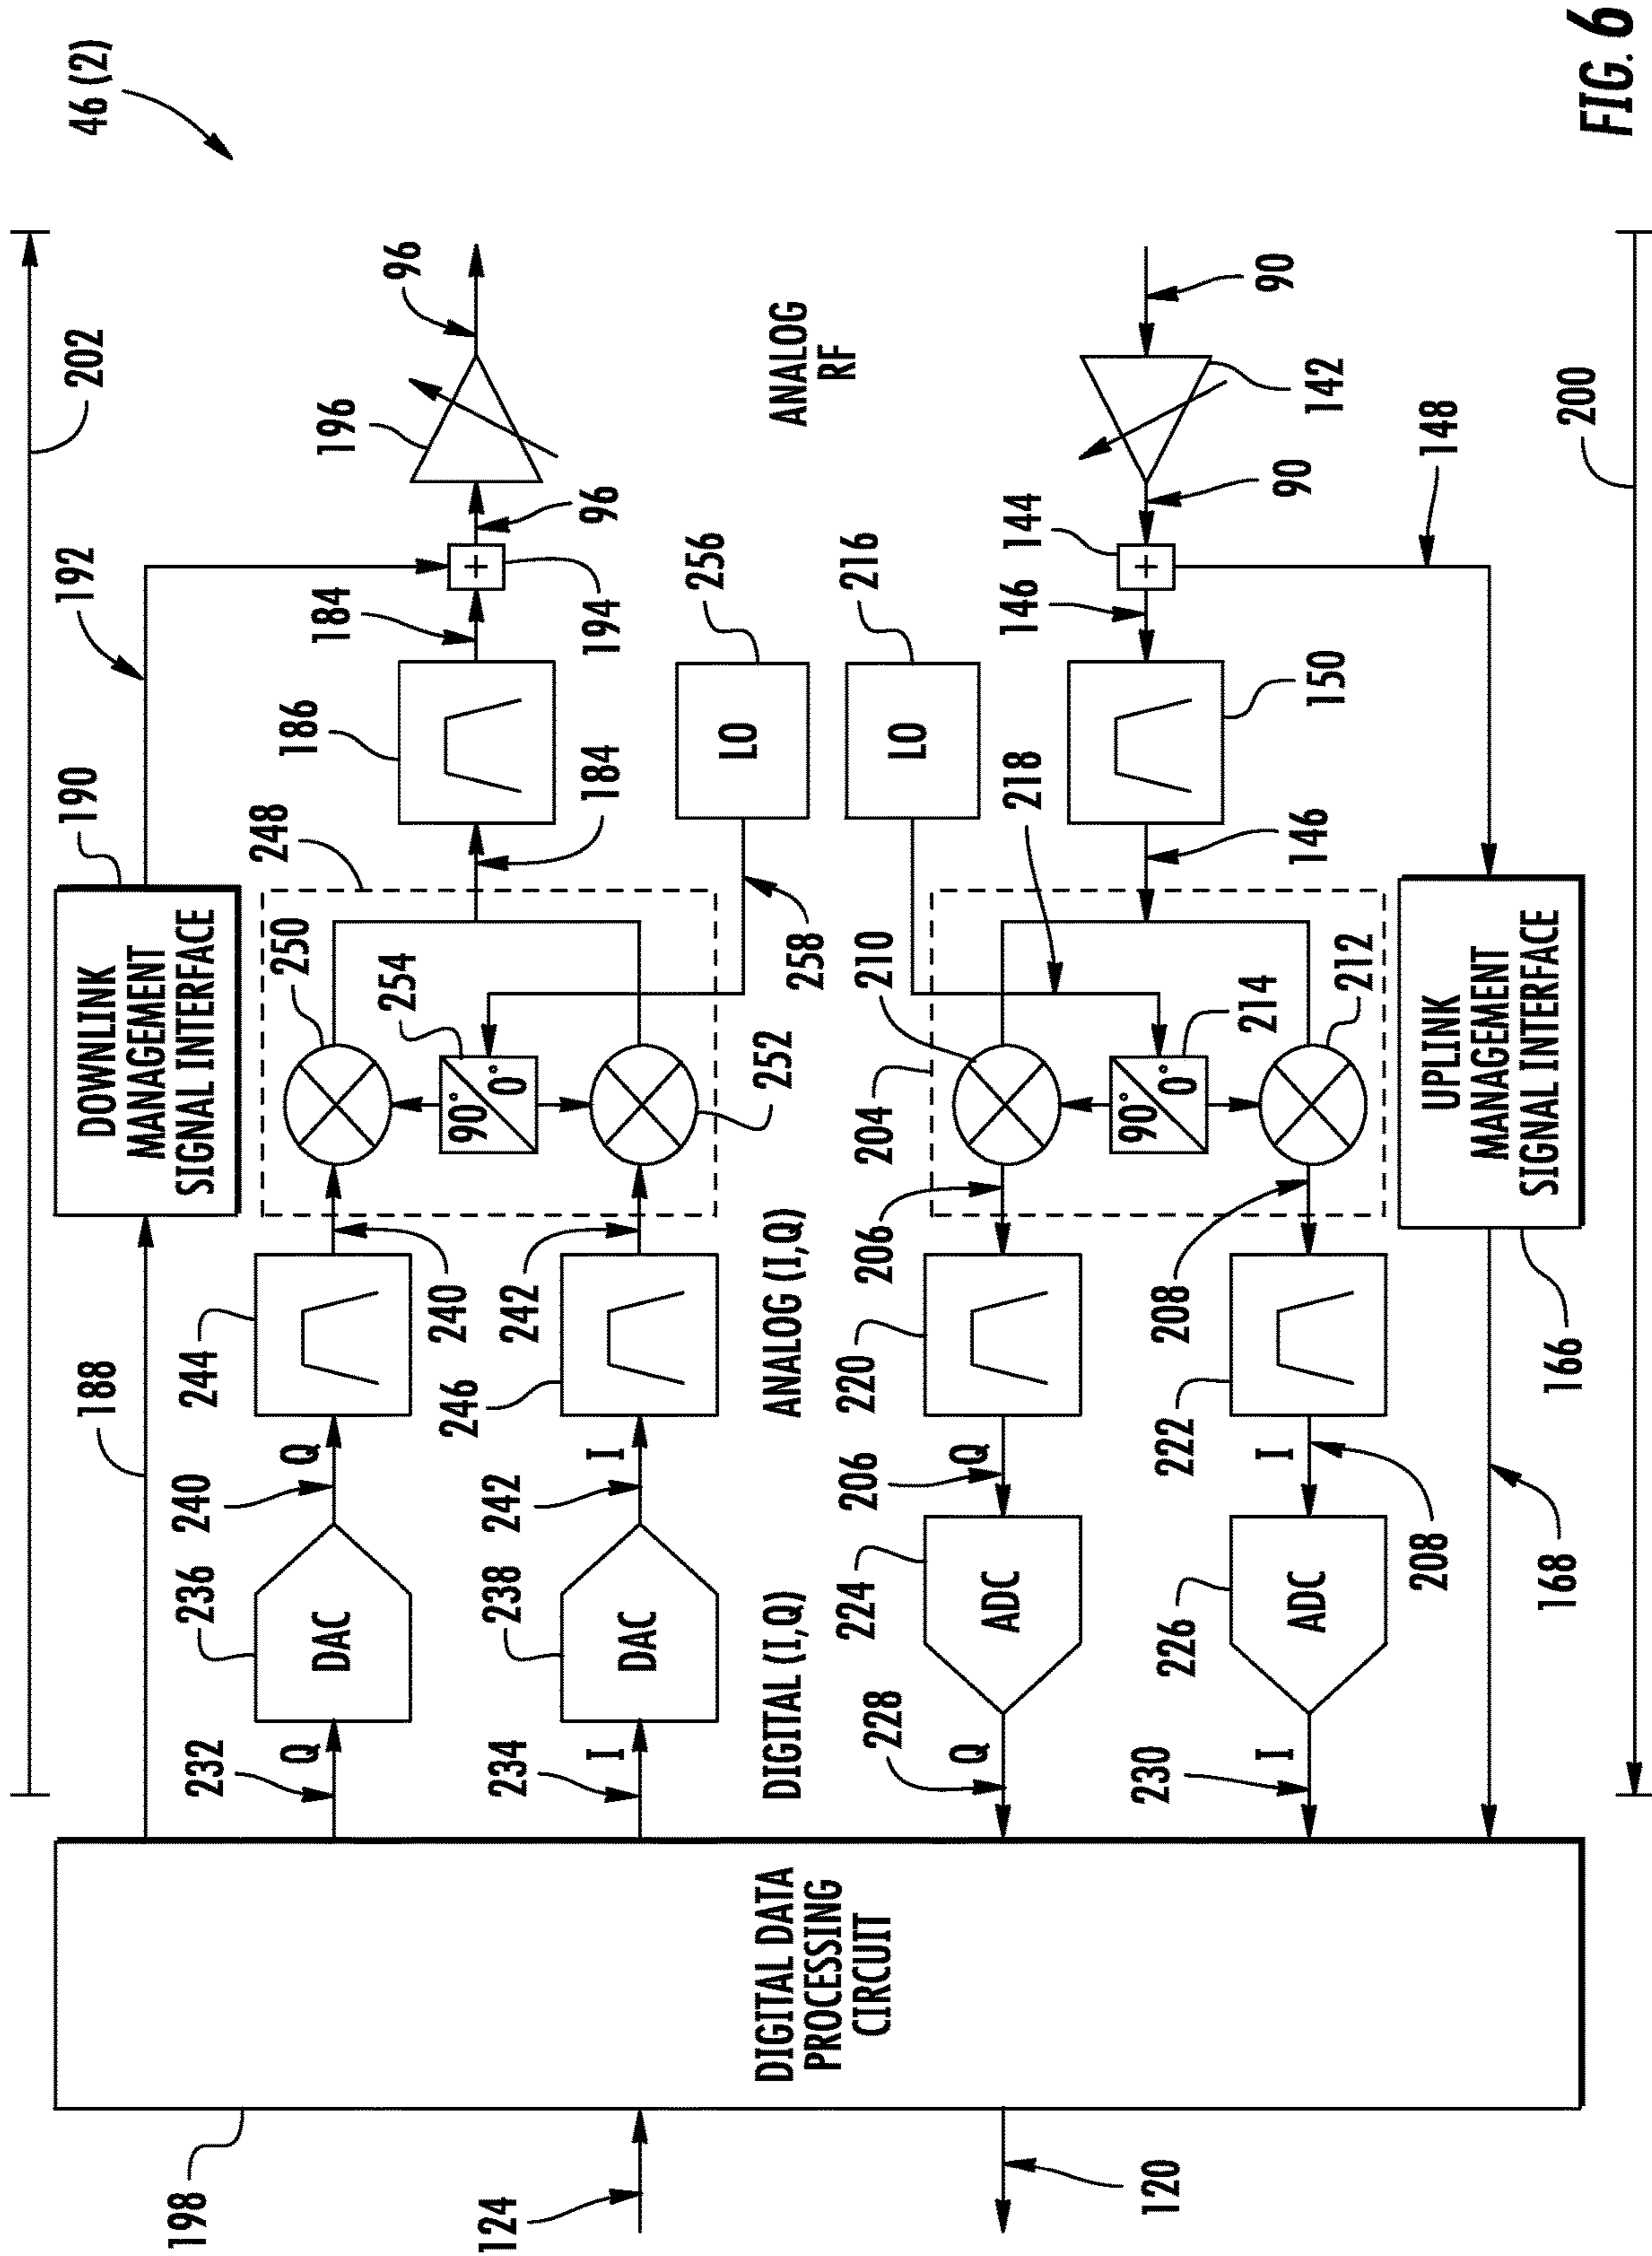 46 (2)
202
192
190
188
DOWNLINK
MANAGEMENT
SIGNAL INTERFACE
198
232
Q
236
DAC
240
Q
244
240
250
248
254
90°
0°
186
184
184
194
96
196
96
234
I
238
DAC
242
I
246
242
252
258
LO
256
124
DIGITAL DATA
PROCESSING
CIRCUIT
DIGITAL (I,Q)
ANALOG (I,Q)
ANALOG
RF
120
228
Q
224
ADC
206
Q
220
206
204
210
218
LO
216
90°
0°
214
146
150
146
144
90
142
90
230
I
226
ADC
208
I
222
208
212
168
166
UPLINK
MANAGEMENT
SIGNAL INTERFACE
148
200
FIG. 6